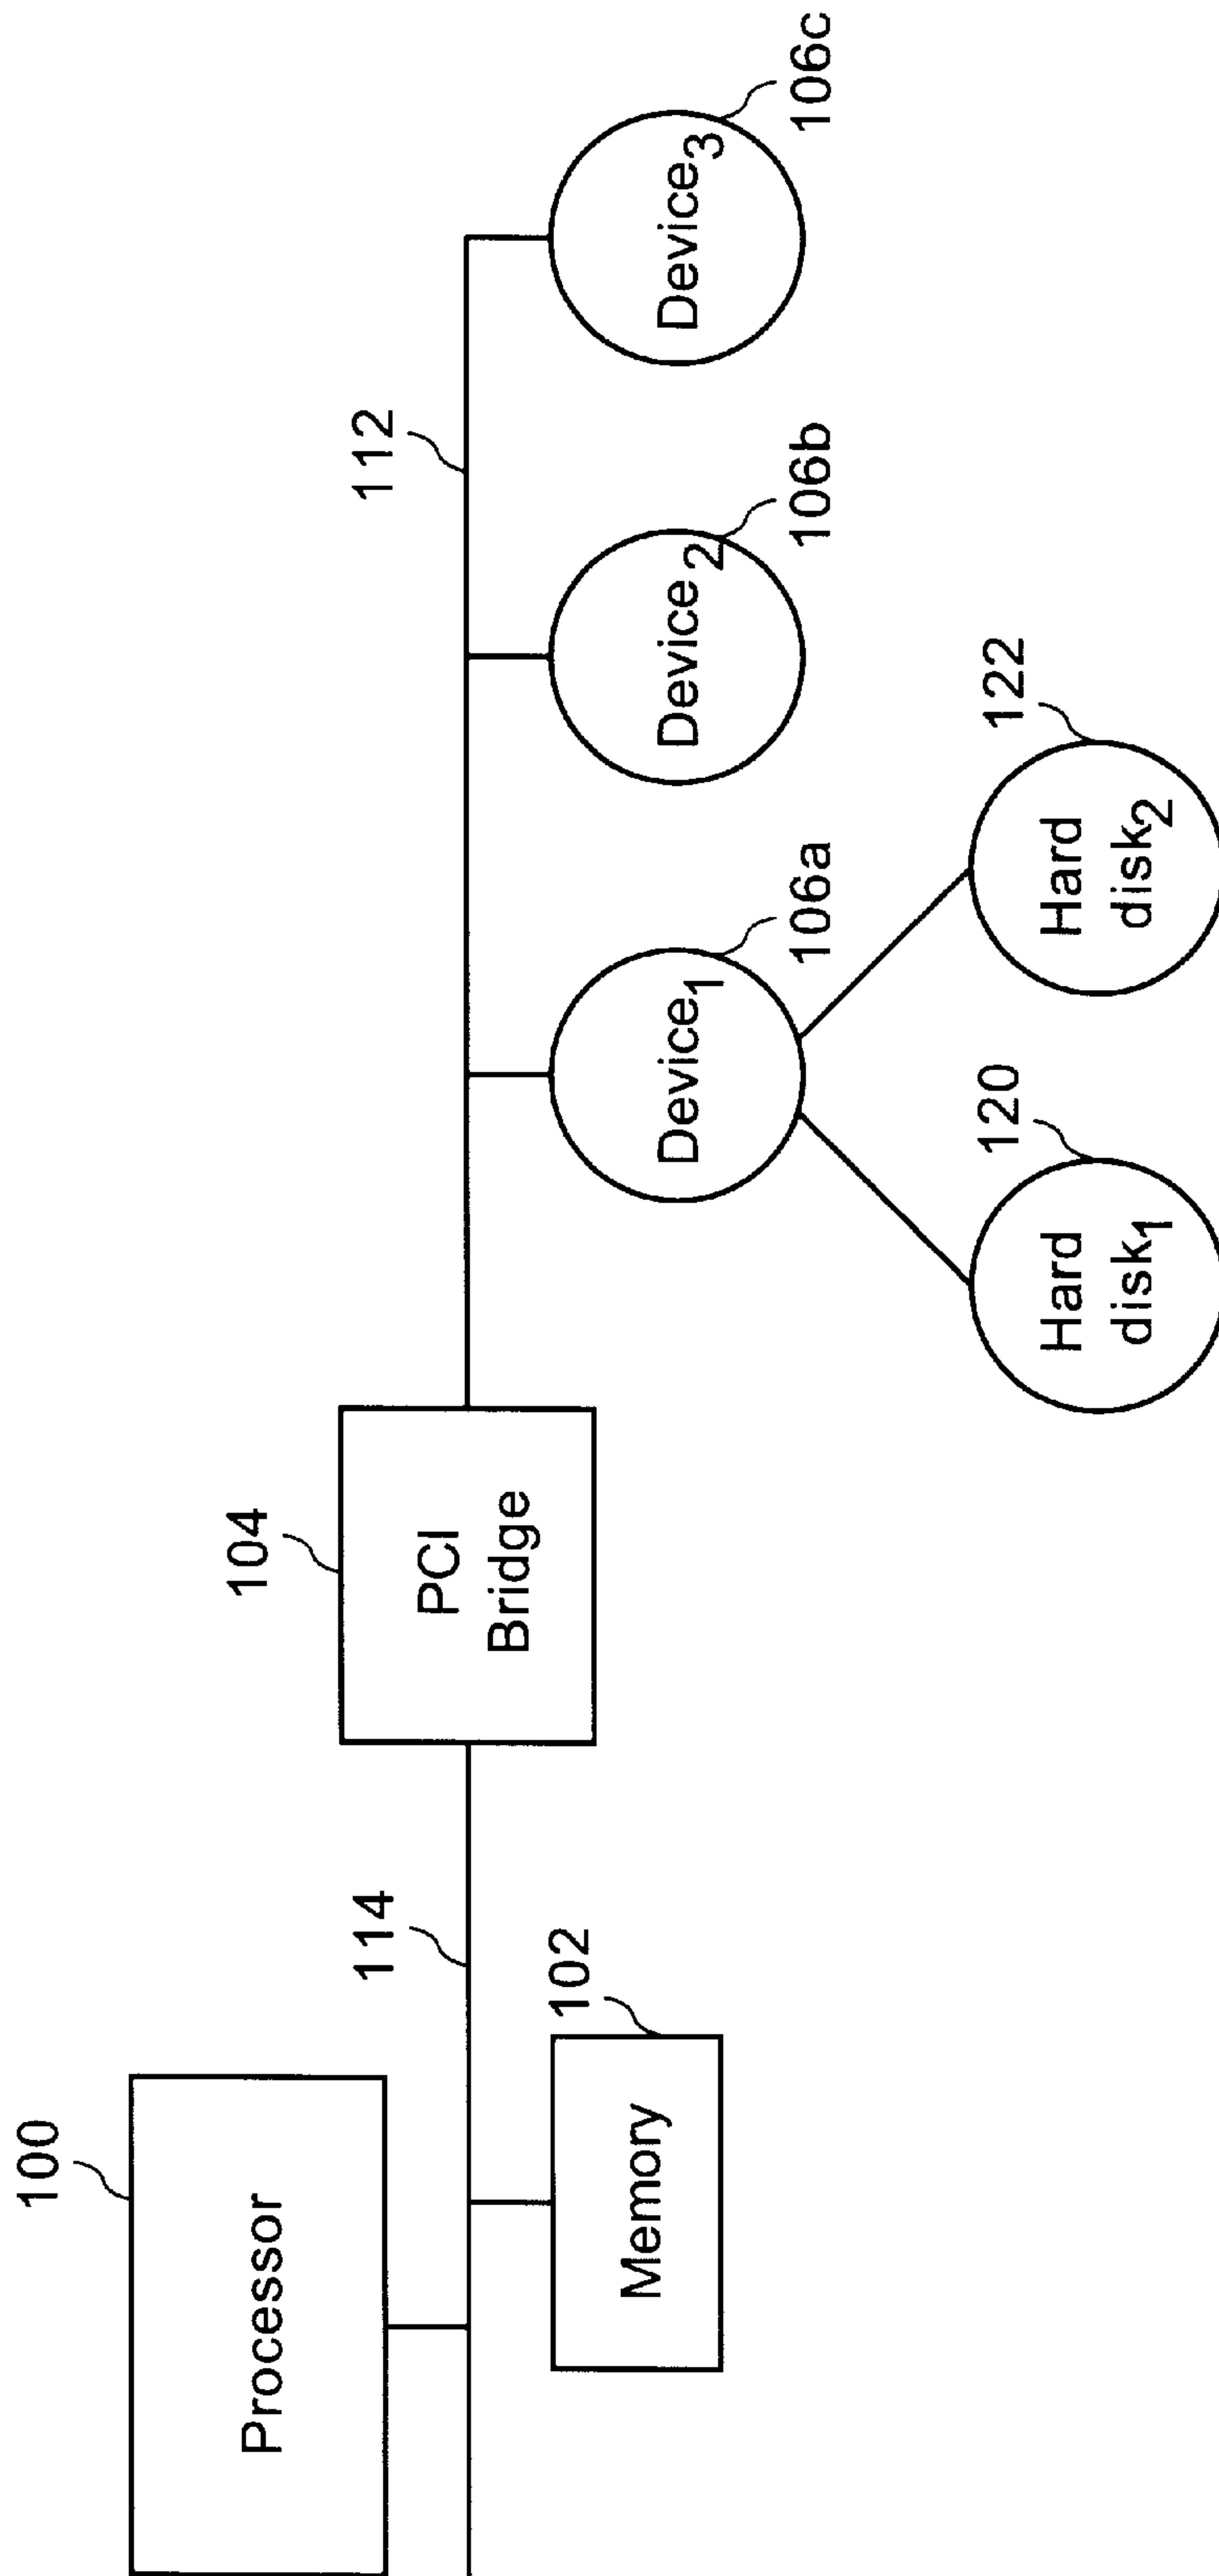 100
Processor
114
102
Memory
104
PCI
Bridge
112
Device1
106a
Device2
106b
Device3
106c
120
Hard
disk1
122
Hard
disk2